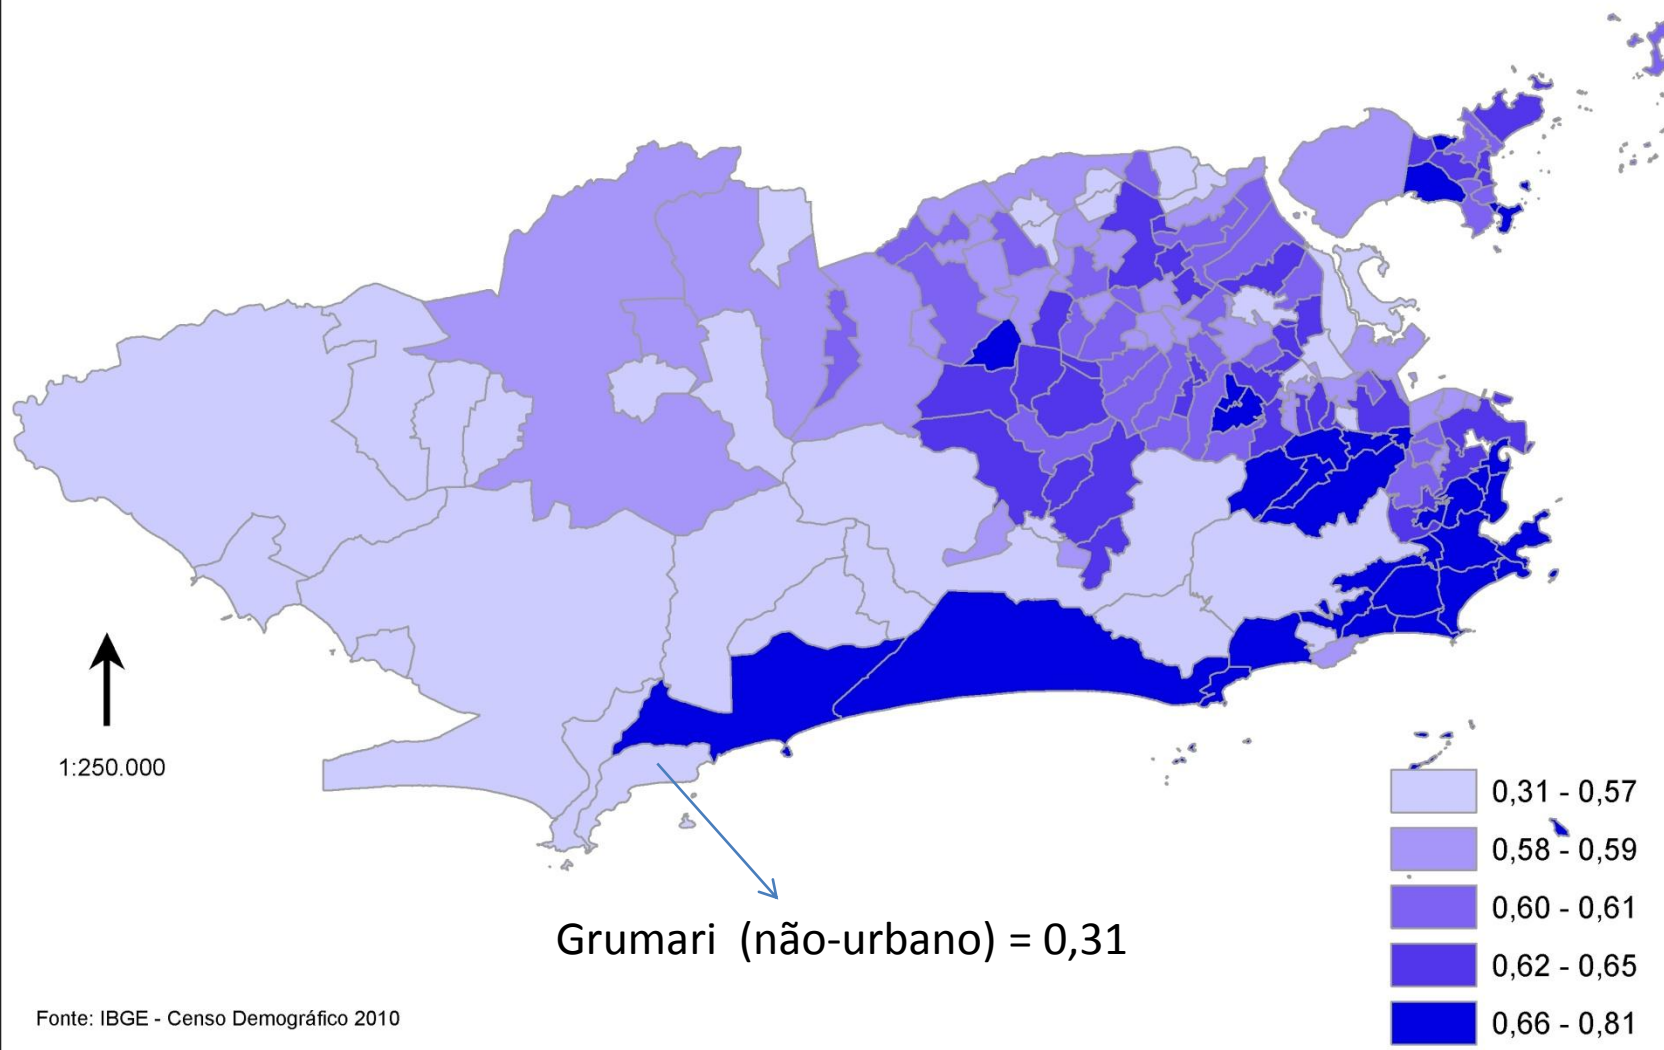 1:250.000
0,31 - 0,57
0,58 - 0,59
0,60 - 0,61
0,62 - 0,65
0,66 - 0,81
Grumari (não-urbano) = 0,31
Fonte: IBGE - Censo Demográfico 2010